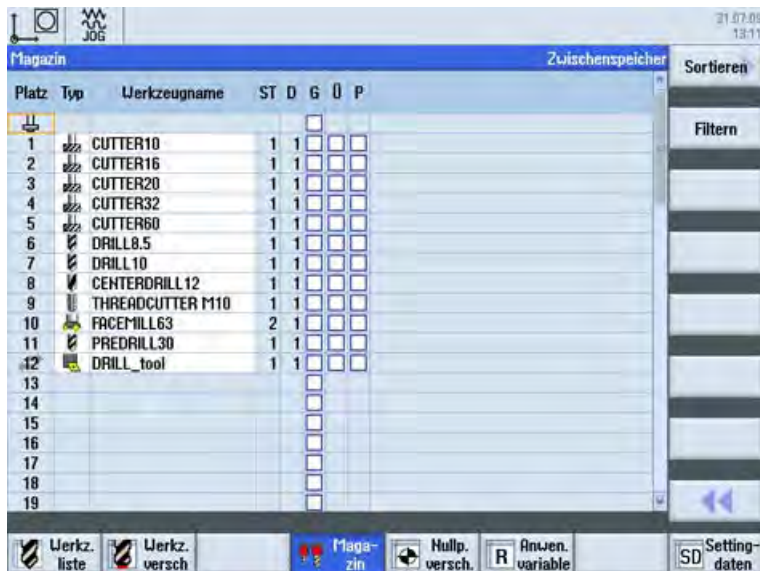 JOG
21.07.09
13:11
Magazin Zwischenspeicher
Sortieren
Platz Typ Werkzeugname ST D G Ü P
Filtern
1 CUTTER10 1 1
2 CUTTER16 1 1
3 CUTTER20 1 1
4 CUTTER32 1 1
5 CUTTER60 1 1
6 DRILL8.5 1 1
7 DRILL10 1 1
8 CENTERDRILL12 1 1
9 THREADCUTTER M10 1 1
10 FACEMILL63 2 1
11 PREDRILL30 1 1
12 DRILL_tool 1 1
13
14
15
16
17
18
19
Werkz. liste
Werkz. versch
Maga- zin
Nullp. versch.
R Anwen. variable
SD Setting- daten